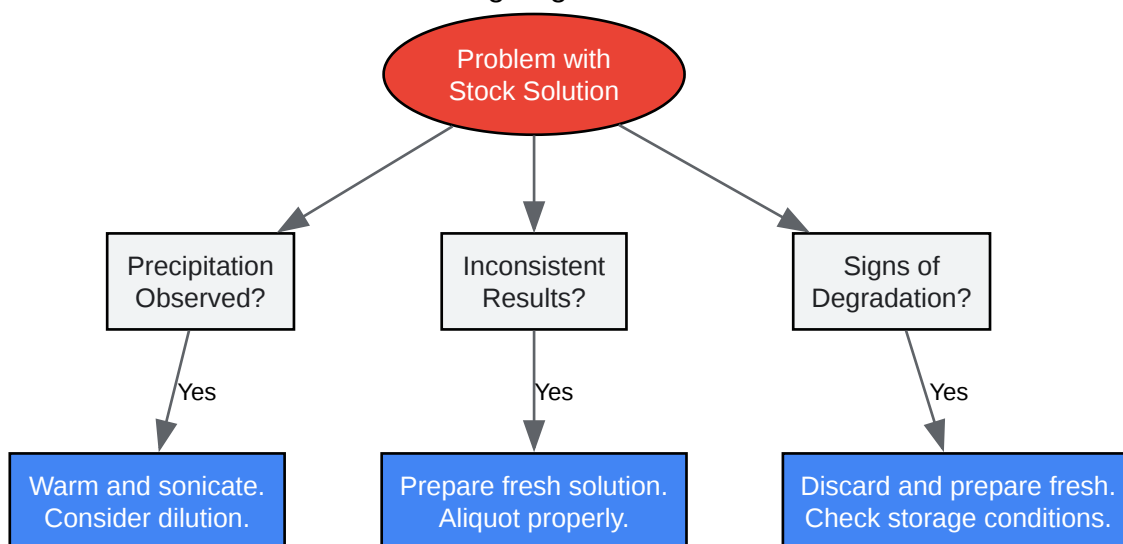 Problem with
Stock Solution
Precipitation
Observed?
Inconsistent
Results?
Signs of
Degradation?
Yes
Yes
Yes
Warm and sonicate.
Consider dilution.
Prepare fresh solution.
Aliquot properly.
Discard and prepare fresh.
Check storage conditions.